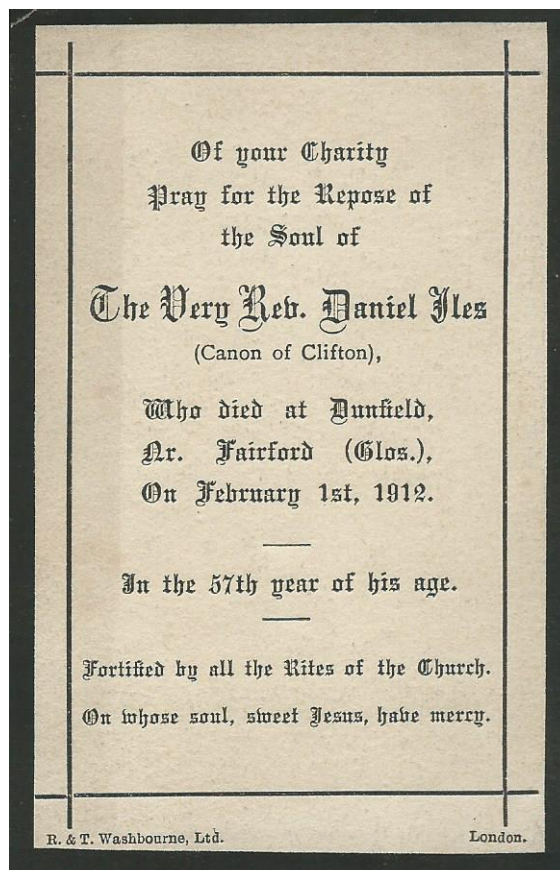 Of your Charity
Pray for the Repose of
the Soul of
The Very Rev. Daniel Iles
(Canon of Clifton),
Who died at Dunfield,
Nr. Fairford (Glos.),
On February 1st, 1912.
In the 57th year of his age.
Fortified by all the Rites of the Church.
On whose soul, sweet Jesus, have mercy.
R. & T. Washbourne, Ltd. London.